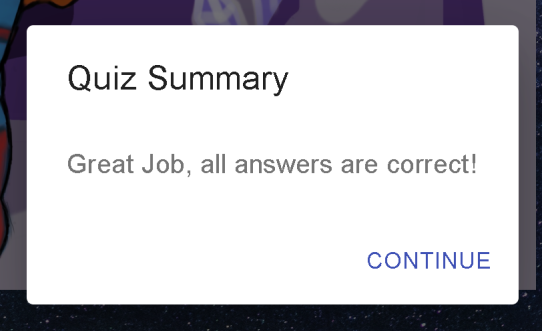 Quiz Summary
Great Job, all answers are correct!
CONTINUE